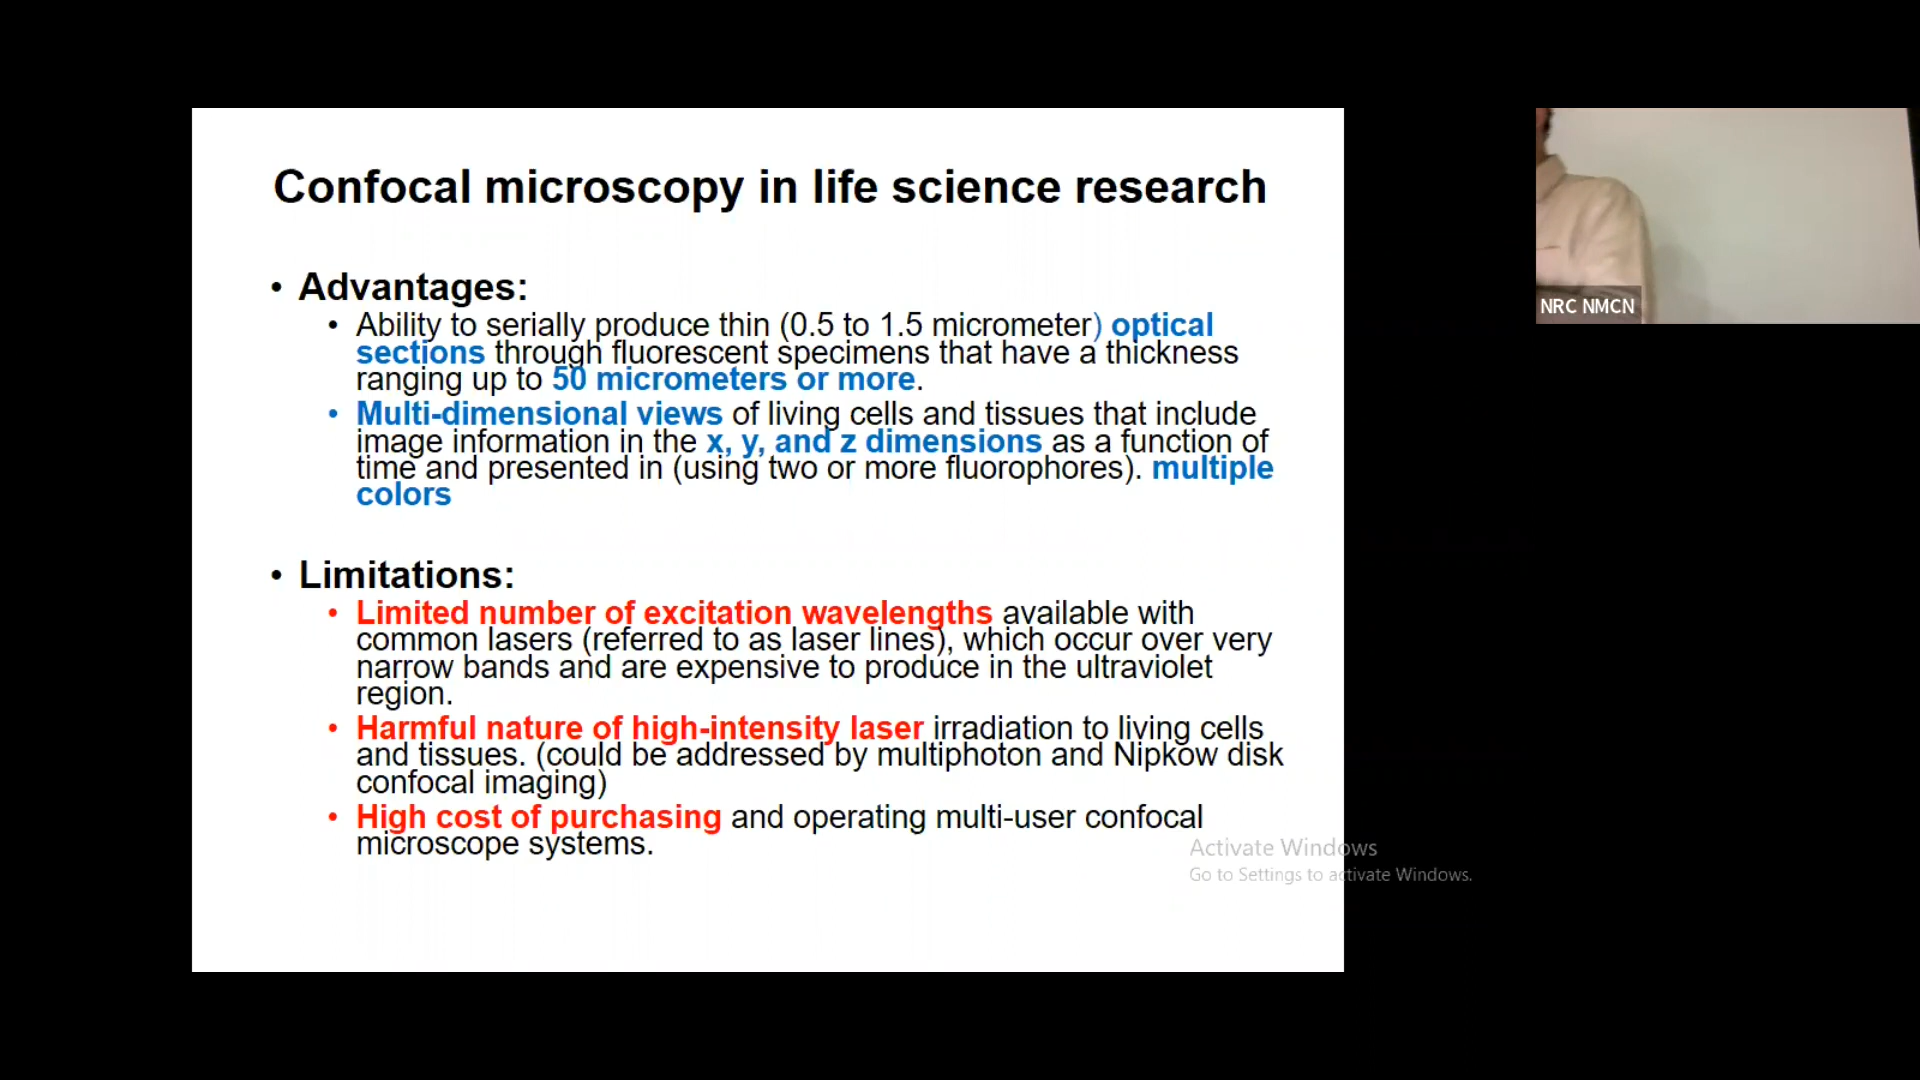 Confocal microscopy in life science research
• Advantages:
• Ability to serially produce thin (0.5 to 1.5 micrometer) optical
sections through fluorescent specimens that have a thickness
ranging up to 50 micrometers or more.
• Multi-dimensional views of living cells and tissues that include
image information in the x, y, and z dimensions as a function of
time and presented in (using two or more fluorophores). multiple
colors
• Limitations:
• Limited number of excitation wavelengths available with
common lasers (referred to as laser lines), which occur over very
narrow bands and are expensive to produce in the ultraviolet
region.
• Harmful nature of high-intensity laser irradiation to living cells
and tissues. (could be addressed by multiphoton and Nipkow disk
confocal imaging)
• High cost of purchasing and operating multi-user confocal
microscope systems.
Activate Windows
Go to Settings to activate Windows.
NRC NMCN